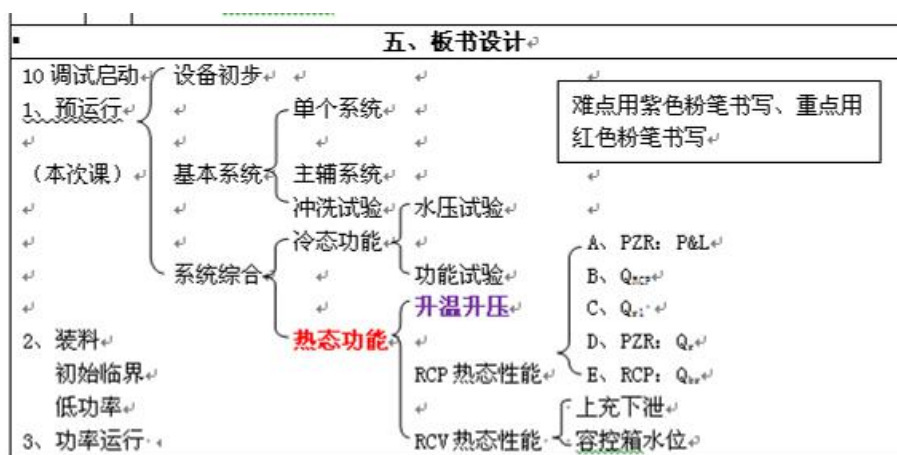 五、板书设计
10 调试启动 设备初步
1、预运行 单个系统 难点用紫色粉笔书写、重点用
红色粉笔书写
（本次课） 基本系统 主辅系统
冲洗试验 水压试验
冷态功能 A、PZR：P&L
系统综合 功能试验 B、
升温升压 C、
2、装料 热态功能 D、PZR：
初始临界 RCP 热态性能 E、RCP：
低功率 上充下泄
3、功率运行 RCV 热态性能 容控箱水位